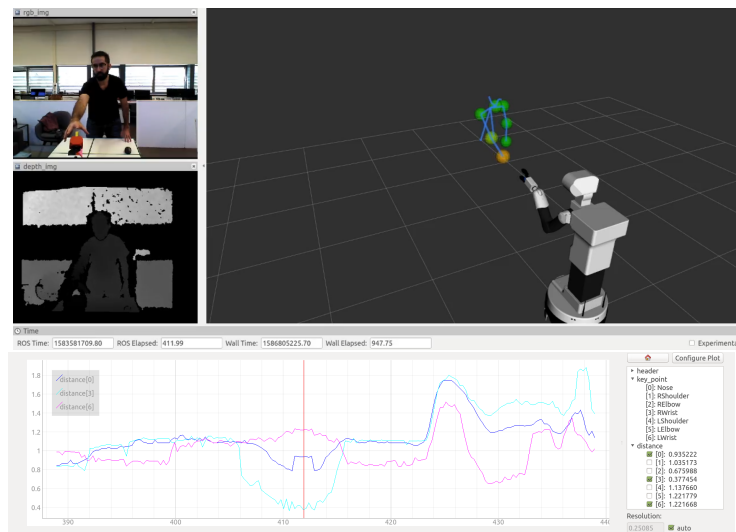 rgb_img
depth_img
Time
ROS Time: 1583581709.80 ROS Elapsed: 411.99 Wall Time: 1586805225.70 Wall Elapsed: 947.75 Experimenta
Configure Plot
1.8
1.6
1.4
1.2
1
0.8
0.6
0.4
distance[0]
distance[3]
distance[6]
390 400 410 420 430 44
header
key_point
[0]: Nose
[1]: RShoulder
[2]: RElbow
[3]: RWrist
[4]: LShoulder
[5]: LElbow
[6]: LWrist
distance
[0]: 0.935222
[1]: 1.035173
[2]: 0.675988
[3]: 0.377454
[4]: 1.137660
[5]: 1.221779
[6]: 1.221668
Resolution:
0.25085 auto